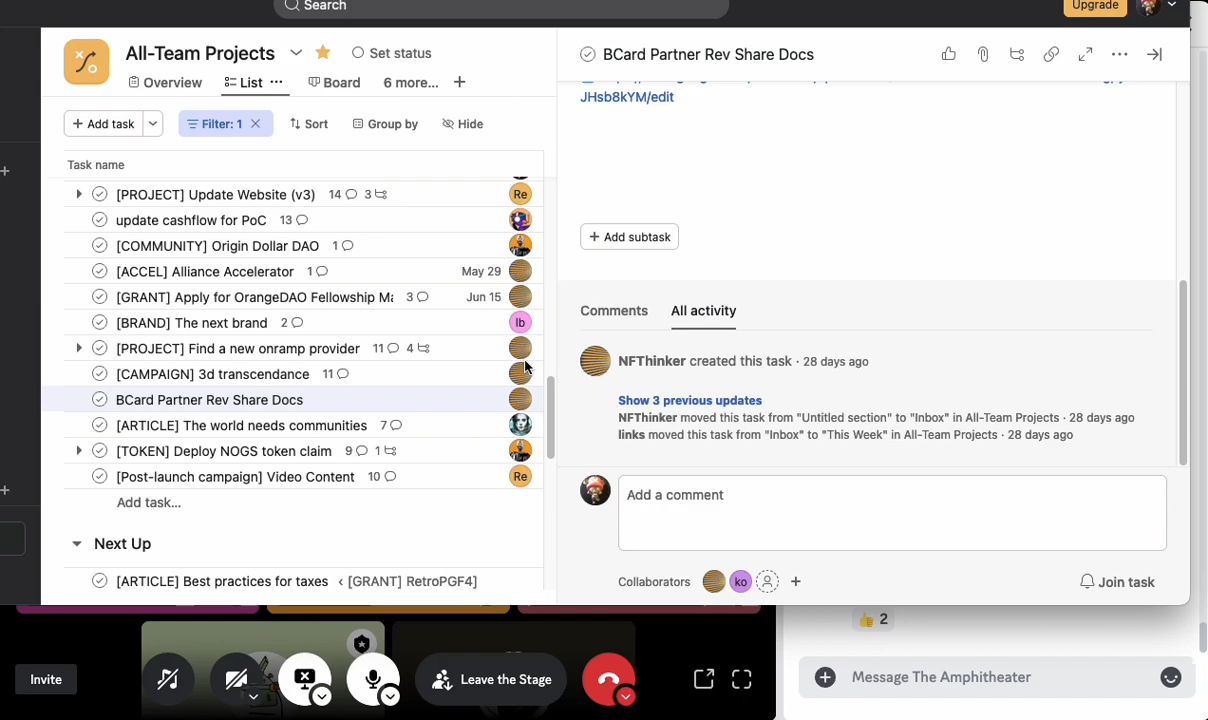 Search
Upgrade
All-Team Projects
Set status
Overview
List
Board
6 more...
+ Add task
Filter: 1
Sort
Group by
Hide
Task name
[PROJECT] Update Website (v3) 14 3 Re
update cashflow for PoC 13
[COMMUNITY] Origin Dollar DAO 1
[ACCEL] Alliance Accelerator 1 May 29
[GRANT] Apply for OrangeDAO Fellowship 3 Jun 15
[BRAND] The next brand 2 lb
[PROJECT] Find a new onramp provider 11 4
[CAMPAIGN] 3d transcendance 11
BCard Partner Rev Share Docs
[ARTICLE] The world needs communities 7
[TOKEN] Deploy NOGS token claim 9 1
[Post-launch campaign] Video Content 10 Re
Add task...
Next Up
[ARTICLE] Best practices for taxes < [GRANT] RetroPGF4]
BCard Partner Rev Share Docs
JHsb8kYM/edit
+ Add subtask
Comments
All activity
NFThinker created this task · 28 days ago
Show 3 previous updates
NFThinker moved this task from "Untitled section" to "Inbox" in All-Team Projects · 28 days ago
links moved this task from "Inbox" to "This Week" in All-Team Projects · 28 days ago
Add a comment
Collaborators ko +
Join task
👍 2
Invite
Leave the Stage
Message The Amphitheater